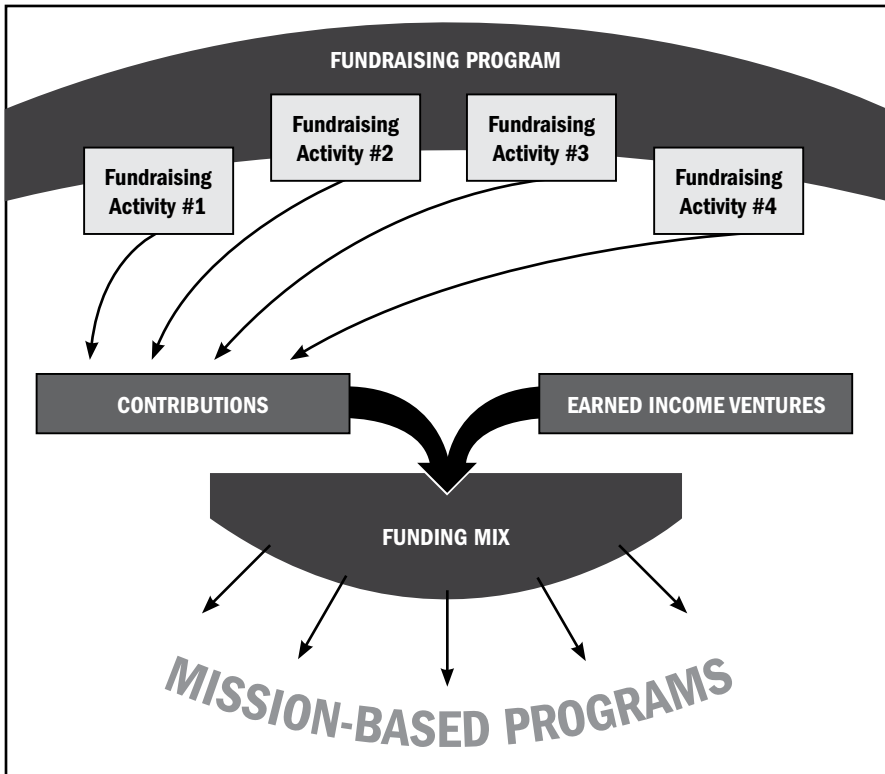 FUNDRAISING PROGRAM
Fundraising
Activity #1
Fundraising
Activity #2
Fundraising
Activity #3
Fundraising
Activity #4
CONTRIBUTIONS
EARNED INCOME VENTURES
FUNDING MIX
MISSION-BASED PROGRAMS